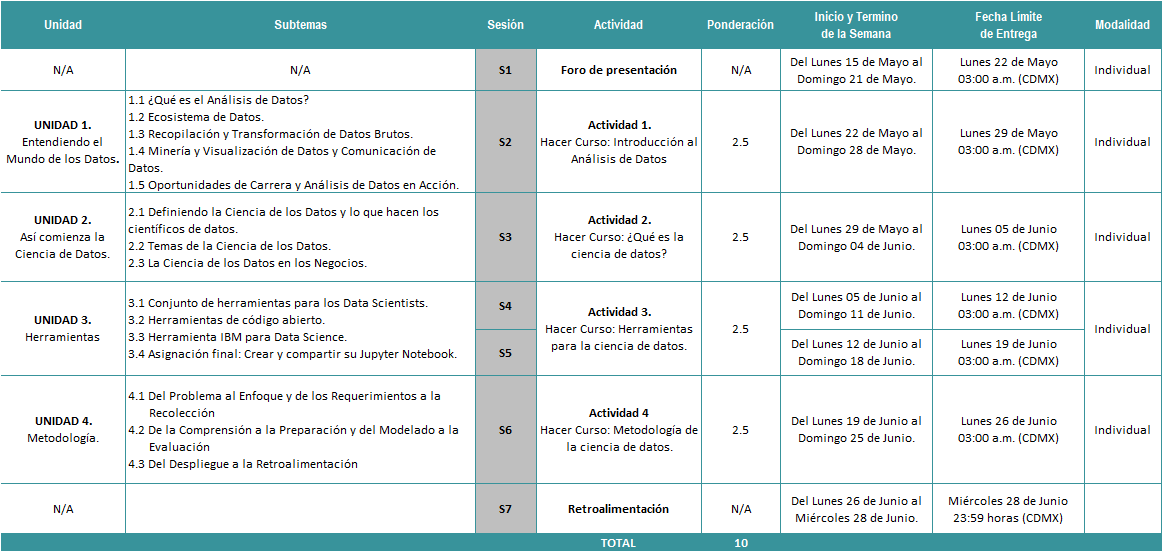 Unidad
Subtemas
Sesión
Actividad
Ponderación
Inicio y Termino
de la Semana
Fecha Límite
de Entrega
Modalidad
N/A
N/A
S1
Foro de presentación
N/A
Del Lunes 15 de Mayo al
Domingo 21 de Mayo.
Lunes 22 de Mayo
03:00 a.m. (CDMX)
Individual
UNIDAD 1.
Entendiendo el
Mundo de los Datos.
1.1 ¿Qué es el Análisis de Datos?
1.2 Ecosistema de Datos.
1.3 Recopilación y Transformación de Datos Brutos.
1.4 Minería y Visualización de Datos y Comunicación de
Datos.
1.5 Oportunidades de Carrera y Análisis de Datos en Acción.
S2
Actividad 1.
Hacer Curso: Introducción al
Análisis de Datos
2.5
Del Lunes 22 de Mayo al
Domingo 28 de Mayo.
Lunes 29 de Mayo
03:00 a.m. (CDMX)
Individual
UNIDAD 2.
Así comienza la
Ciencia de Datos.
2.1 Definiendo la Ciencia de los Datos y lo que hacen los
científicos de datos.
2.2 Temas de la Ciencia de los Datos.
2.3 La Ciencia de los Datos en los Negocios.
S3
Actividad 2.
Hacer Curso: ¿Qué es la
ciencia de datos?
2.5
Del Lunes 29 de Mayo al
Domingo 04 de Junio.
Lunes 05 de Junio
03:00 a.m. (CDMX)
Individual
UNIDAD 3.
Herramientas
3.1 Conjunto de herramientas para los Data Scientists.
3.2 Herramientas de código abierto.
3.3 Herramienta IBM para Data Science.
3.4 Asignación final: Crear y compartir su Jupyter Notebook.
S4
S5
Actividad 3.
Hacer Curso: Herramientas
para la ciencia de datos.
2.5
Del Lunes 05 de Junio al
Domingo 11 de Junio.
Lunes 12 de Junio
03:00 a.m. (CDMX)
Del Lunes 12 de Junio al
Domingo 18 de Junio.
Lunes 19 de Junio
03:00 a.m. (CDMX)
Individual
UNIDAD 4.
Metodología.
4.1 Del Problema al Enfoque y de los Requerimientos a la
Recolección
4.2 De la Comprensión a la Preparación y del Modelado a la
Evaluación
4.3 Del Despliegue a la Retroalimentación
S6
Actividad 4
Hacer Curso: Metodología de
la ciencia de datos.
2.5
Del Lunes 19 de Junio al
Domingo 25 de Junio.
Lunes 26 de Junio
03:00 a.m. (CDMX)
Individual
N/A
S7
Retroalimentación
N/A
Del Lunes 26 de Junio al
Miércoles 28 de Junio.
Miércoles 28 de Junio
23:59 horas (CDMX)
TOTAL
10